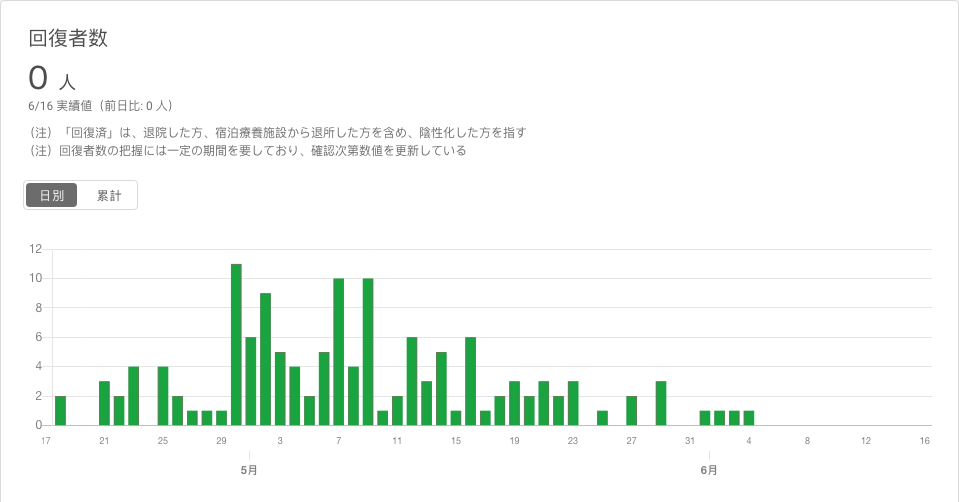 回復者数
0 人
6/16 実績値（前日比: 0 人）
（注）「回復済」は、退院した方、宿泊療養施設から退所した方を含め、陰性化した方を指す
（注）回復者数の把握には一定の期間を要しており、確認次第数値を更新している
日別 累計
12
10
8
6
4
2
0
17 21 25 29 3 7 11 15 19 23 27 31 4 8 12 16
5月 6月